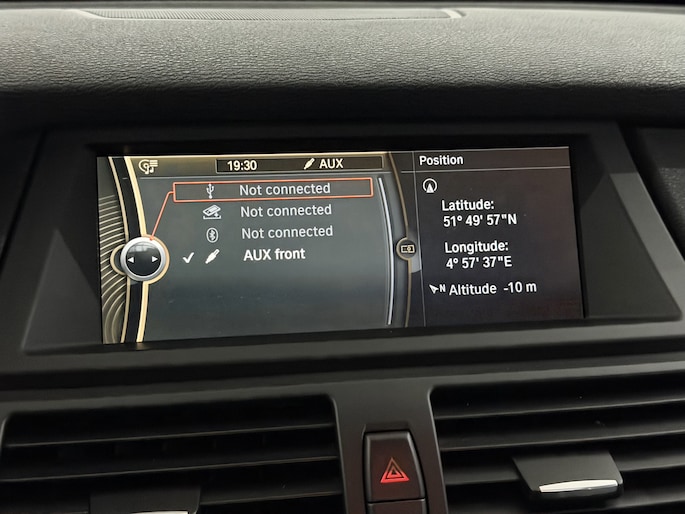 19:30 AUX
Not connected
Not connected
Not connected
AUX front
Position
Latitude:
51° 49' 57"N
Longitude:
4° 57' 37"E
N Altitude -10 m